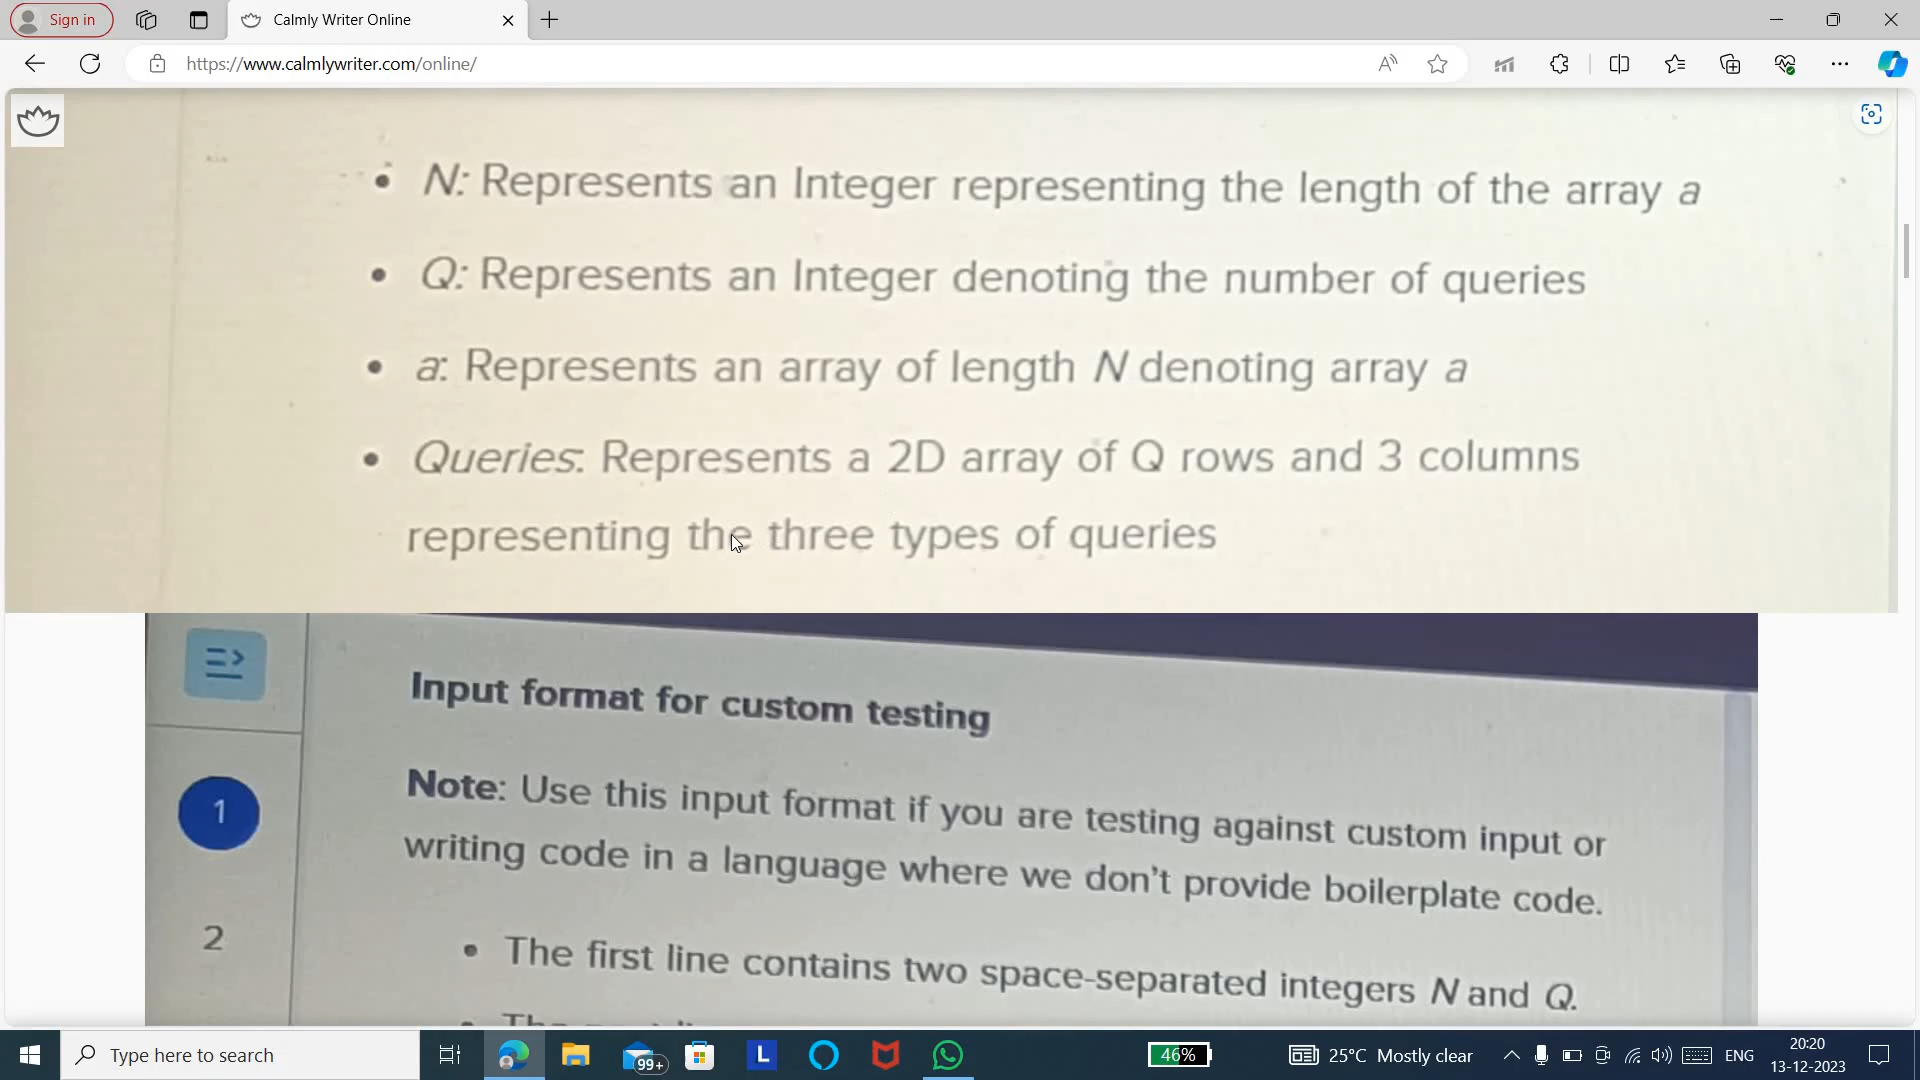 Sign in
Calmly Writer Online
https://www.calmlywriter.com/online/
• N: Represents an Integer representing the length of the array a
• Q: Represents an Integer denoting the number of queries
• a: Represents an array of length N denoting array a
• Queries: Represents a 2D array of Q rows and 3 columns
representing the three types of queries
Input format for custom testing
1
Note: Use this input format if you are testing against custom input or
writing code in a language where we don't provide boilerplate code.
2
• The first line contains two space-separated integers N and Q.
Type here to search
99+
L
46%
25°C Mostly clear
ENG
20:20
13-12-2023